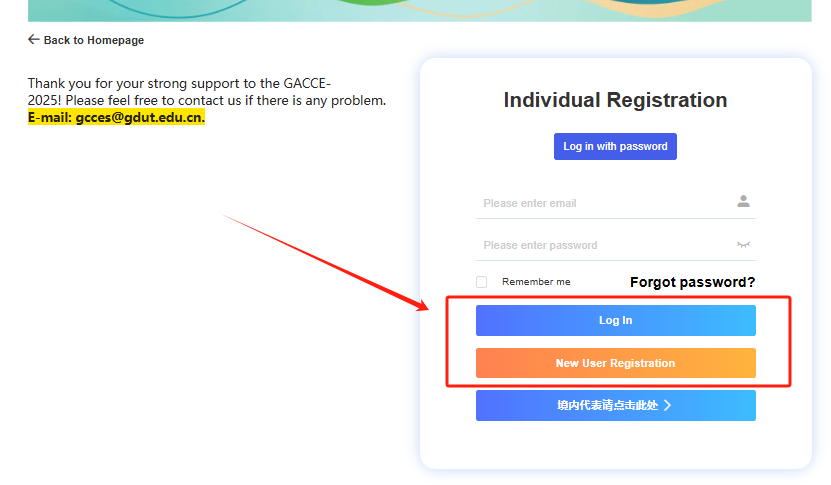 Back to Homepage
Thank you for your strong support to the GACCE-
2025! Please feel free to contact us if there is any problem.
E-mail: gcces@gdut.edu.cn.
Individual Registration
Log in with password
Please enter email
Please enter password
Remember me
Forgot password?
Log In
New User Registration
境内代表请点击此处